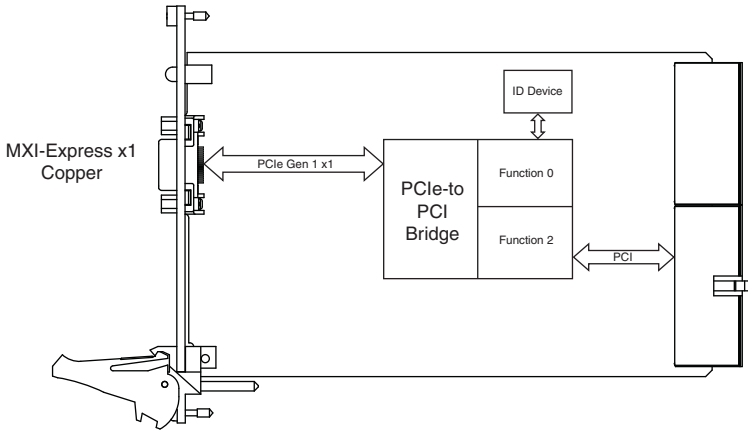 MXI-Express x1
Copper
PCIe Gen 1 x1
ID Device
PCIe-to
PCI
Bridge
Function 0
Function 2
PCI